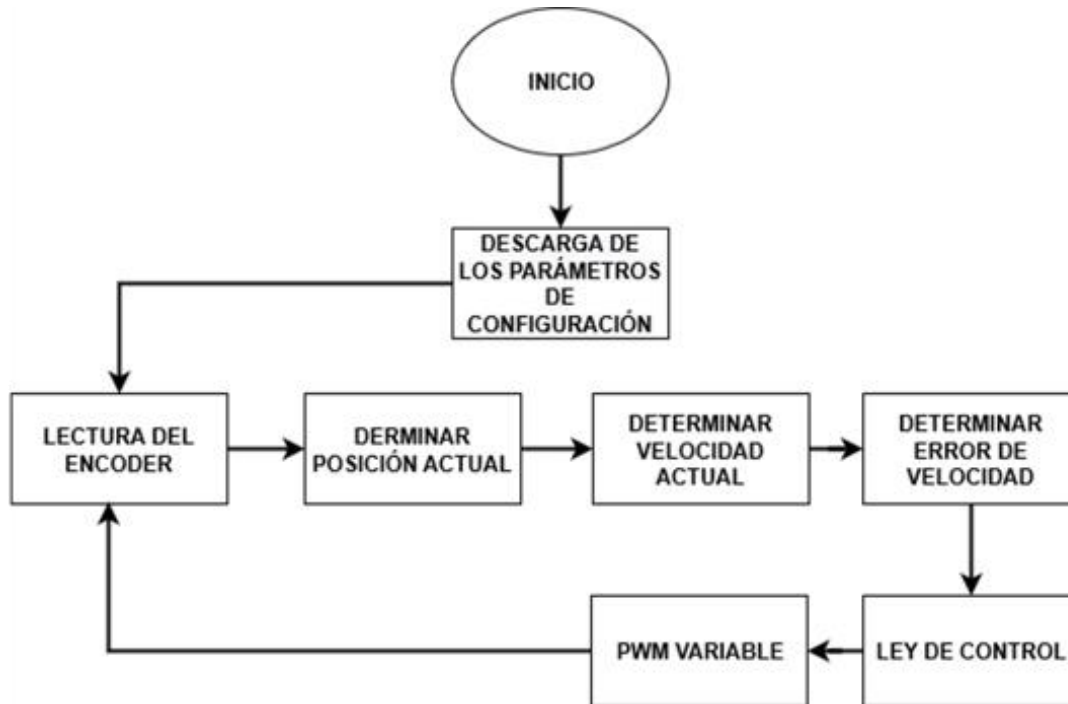 INICIO
DESCARGA DE
LOS PARÁMETROS
DE
CONFIGURACIÓN
LECTURA DEL
ENCODER
DERMINAR
POSICIÓN ACTUAL
DETERMINAR
VELOCIDAD
ACTUAL
DETERMINAR
ERROR DE
VELOCIDAD
LEY DE CONTROL
PWM VARIABLE